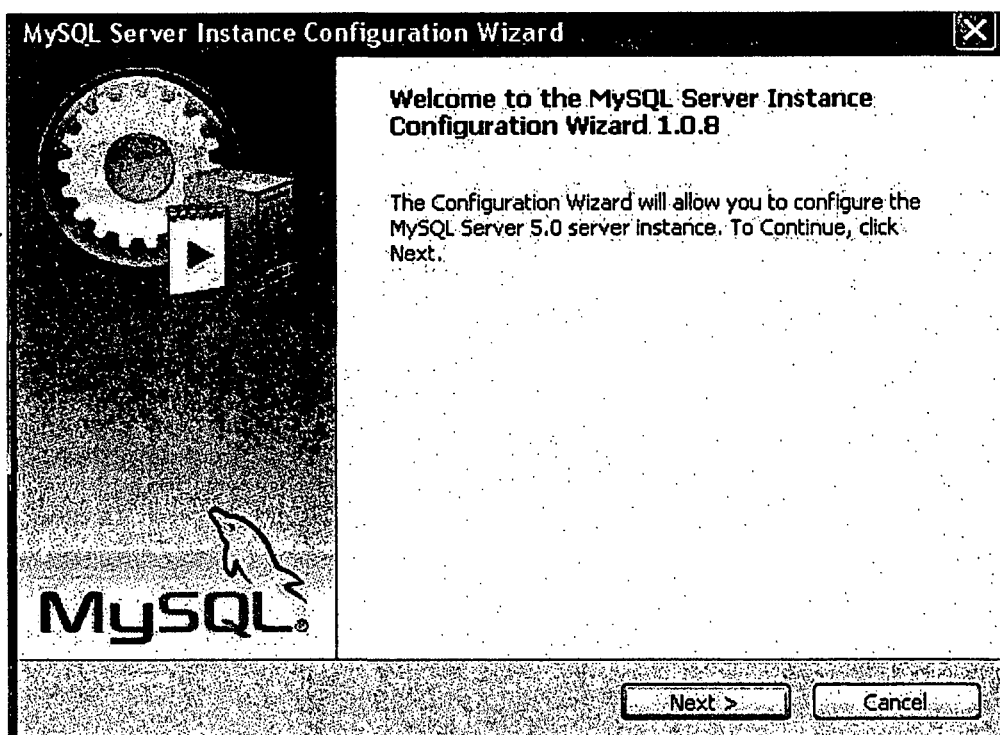 MySQL Server Instance Configuration Wizard
Welcome to the MySQL Server Instance
Configuration Wizard 1.0.8
The Configuration Wizard will allow you to configure the
MySQL Server 5.0 server instance. To Continue, click
Next.
MySQL®
Next >
Cancel